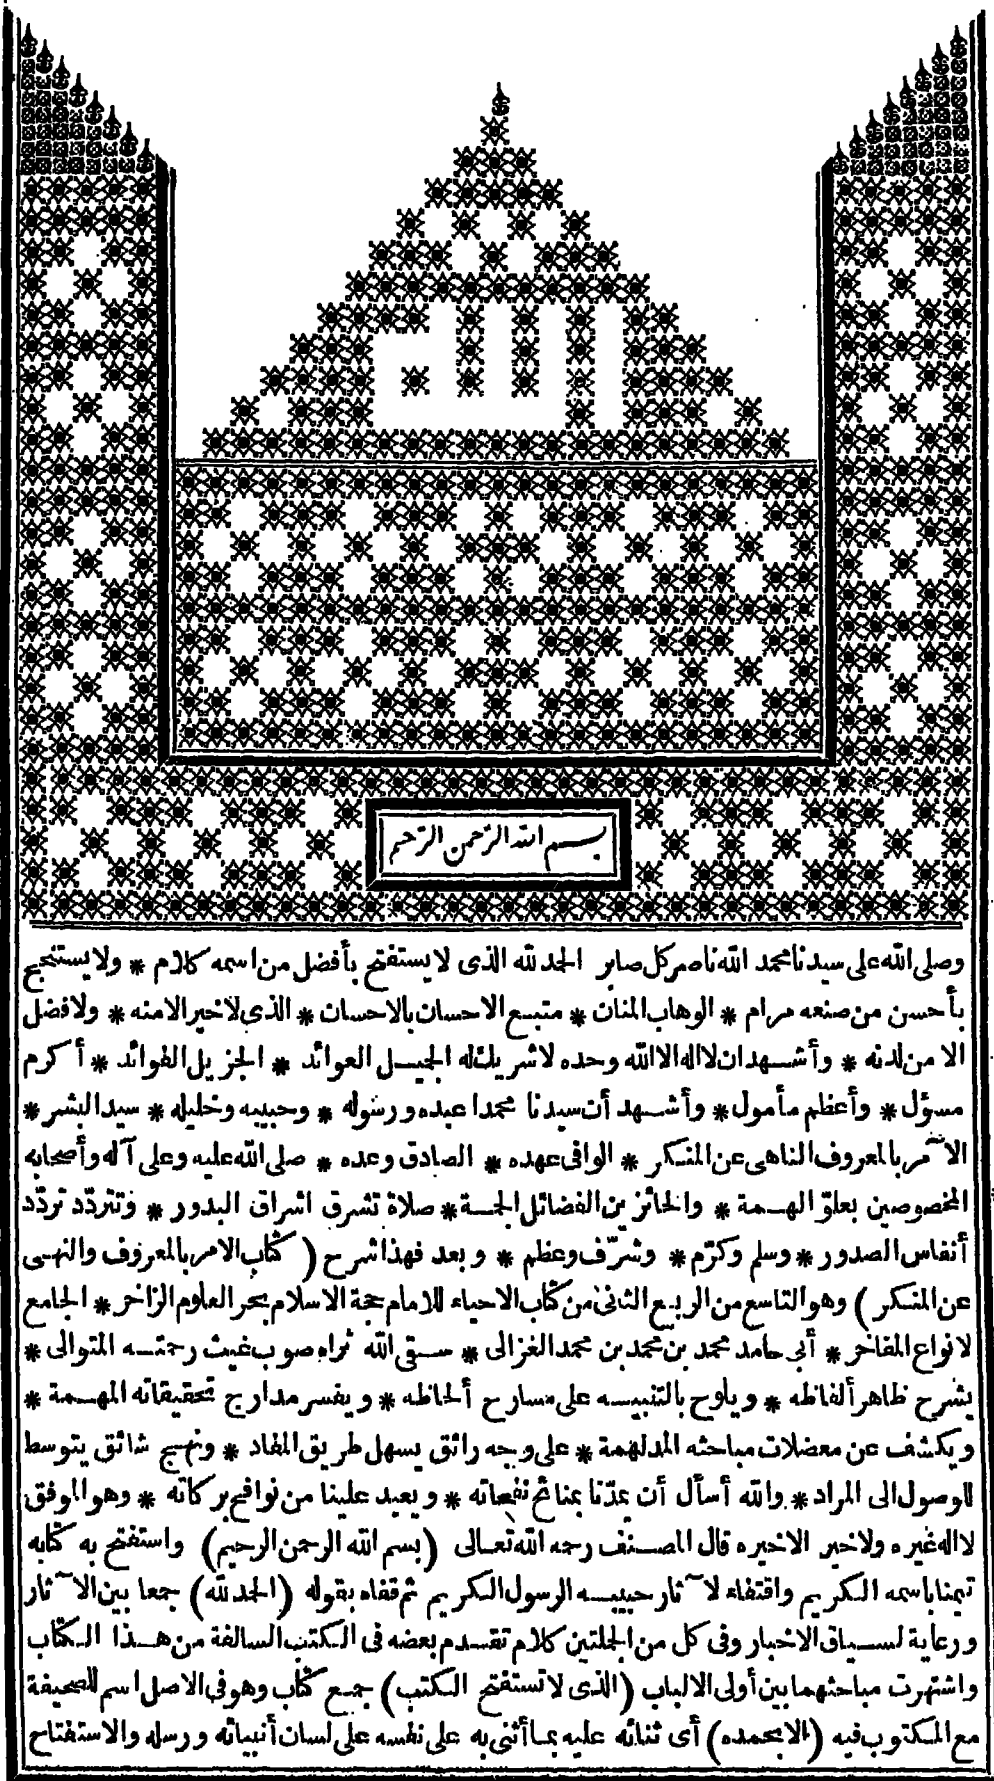 بسم الله الرحمن الرحيم
وصلى الله على سيدنا محمد الله ناصر كل صابر الحمد لله الذى لا يستفتح بأفضل من اسمه كلام * ولا يستنجح
بأحسن من صنعه مرام * الوهاب المنان * متبع الاحسان بالاحسان * الذى لا خير الا منه * ولا فضل
الا من لدنه * وأشهد ان لا اله الا الله وحده لا شريك له الجميل العوائد * الجزيل الفوائد * أكرم
مسؤل * وأعظم مأمول * وأشهد أن سيدنا محمدا عبده ورسوله * وحبيبه وخليله * سيد البشر *
الآمر بالمعروف الناهى عن المنكر * الوافى عهده * الصادق وعده * صلى الله عليه وعلى آله وأصحابه
المخصوصين بعلوّ الهمة * والحائزين الفضائل الجمة * صلاة تشرق اشراق البدور * وتتردّد تردّد
أنفاس الصدور * وسلم وكرّم * وشرّف وعظم * وبعد فهذا شرح (كتاب الامر بالمعروف والنهى
عن المنكر) وهو التاسع من الربع الثانى من كتاب الاحياء للامام حجة الاسلام بحر العلوم الزاخر * الجامع
لانواع المفاخر * أبى حامد محمد بن محمد بن محمد الغزالى * سقى الله ثراه صوب غيث رحمته المتوالى *
يشرح ظاهر ألفاظه * ويلوح بالتنبيه على مسارح ألحاظه * ويفسر مدارج تحقيقاته المهمة *
ويكشف عن معضلات مباحثه المدلهمة * على وجه رائق يسهل طريق المفاد * ونهج شائق يتوسط
للوصول الى المراد * والله أسأل أن يمدّنا بمنائح نفحاته * ويعيد علينا من نوافح بركاته * وهو الموفق
لا اله غيره ولا خير الا خيره قال المصنف رحمه الله تعالى (بسم الله الرحمن الرحيم) واستفتح به كتابه
تيمنا باسمه الكريم واقتفاء لآثار حبيبه الرسول الكريم ثم قفاه بقوله (الحمد لله) جمعا بين الآثار
ورعاية لسياق الاخبار وفى كل من الجملتين كلام تقدم بعضه فى الكتب السالفة من هذا الكتاب
واشتهرت مباحثهما بين أولى الالباب (الذى لا تستفتح الكتب) جمع كتاب وهو فى الاصل اسم للصحيفة
مع المكتوب فيه (الا بحمده) أى ثنائه عليه بما أثنى به على نفسه على لسان أنبيائه ورسله والاستفتاح